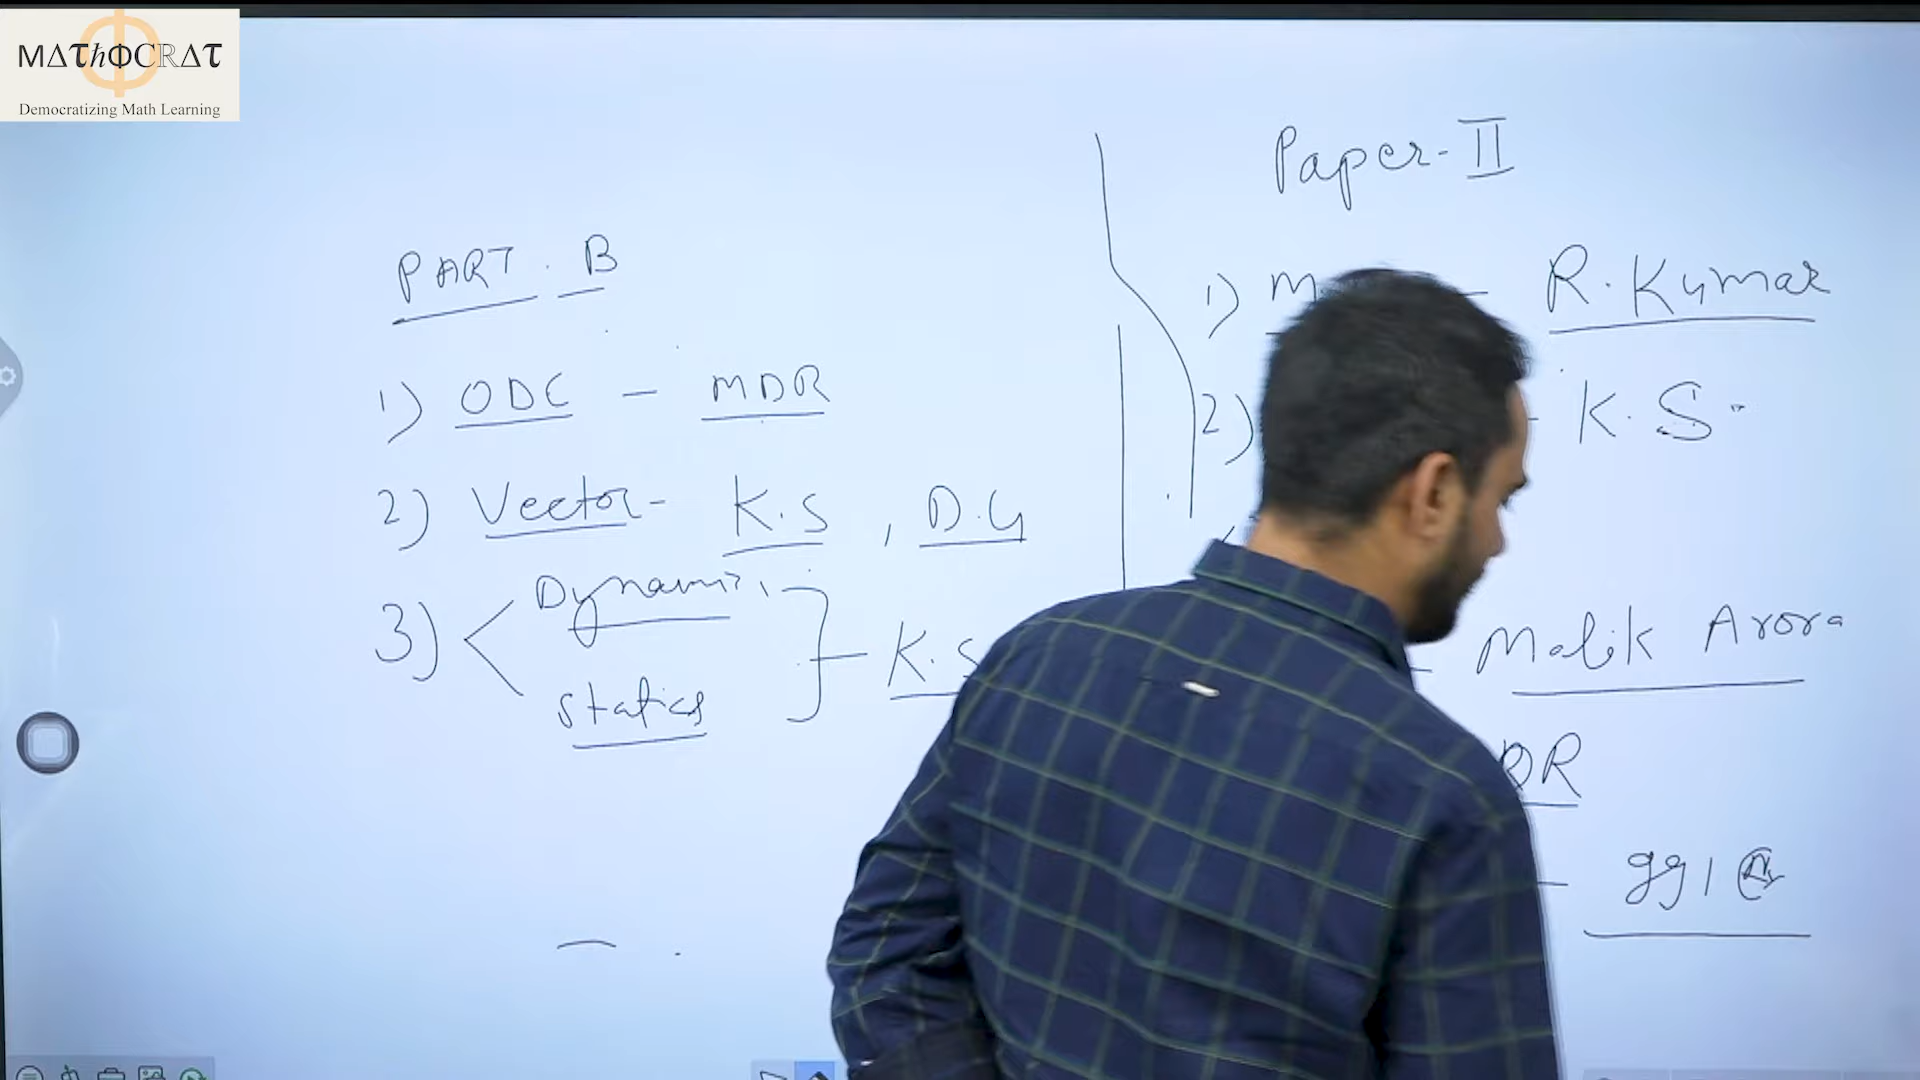 MΔτhΦCRΔτ
Democratizing Math Learning
PART. B
1) ODE - MDR
2) Vector - K.S, D.G
3) < Dynamics
Statics
} - K.S
Paper-II
1) - R. Kumar
2) - K. S.
- Malik Arora
DR